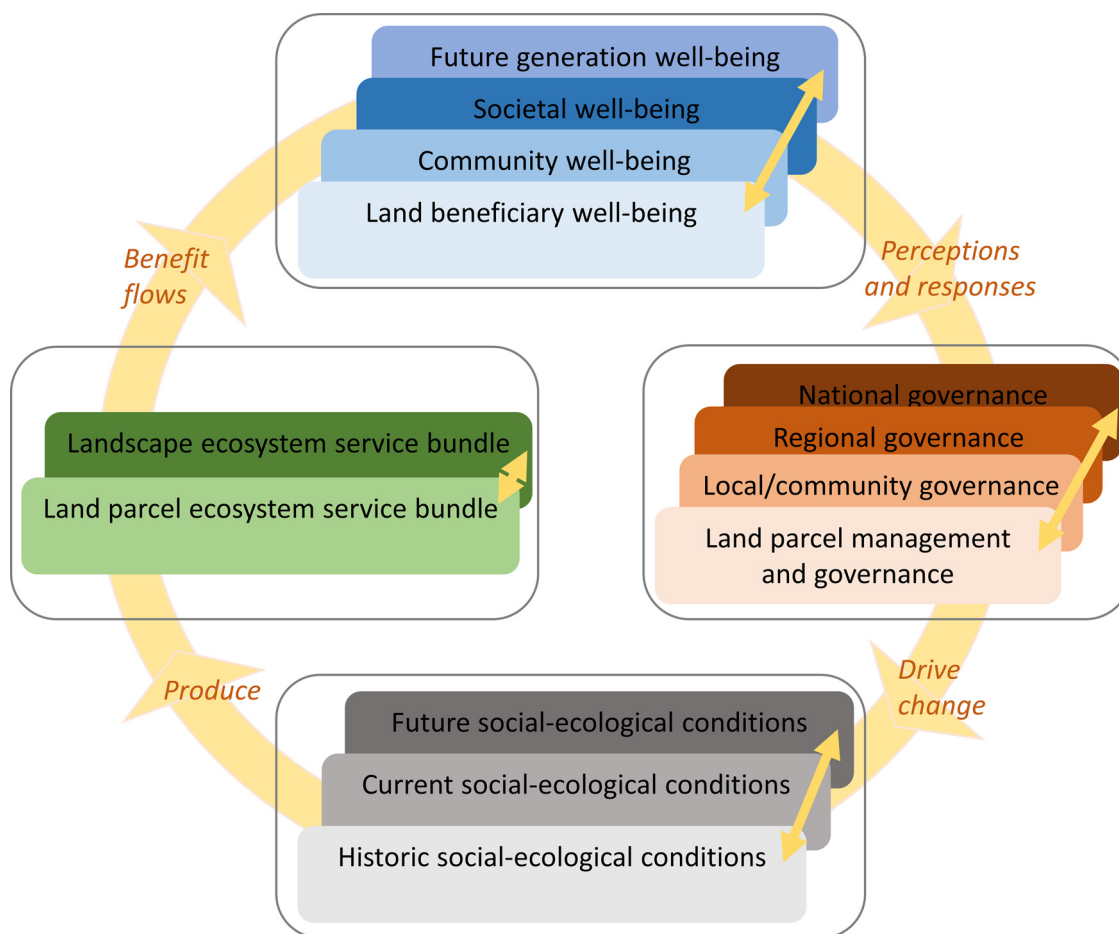 Future generation well-being
Societal well-being
Community well-being
Land beneficiary well-being
Benefit
flows
Perceptions
and responses
Landscape ecosystem service bundle
Land parcel ecosystem service bundle
National governance
Regional governance
Local/community governance
Land parcel management
and governance
Produce
Drive
change
Future social-ecological conditions
Current social-ecological conditions
Historic social-ecological conditions